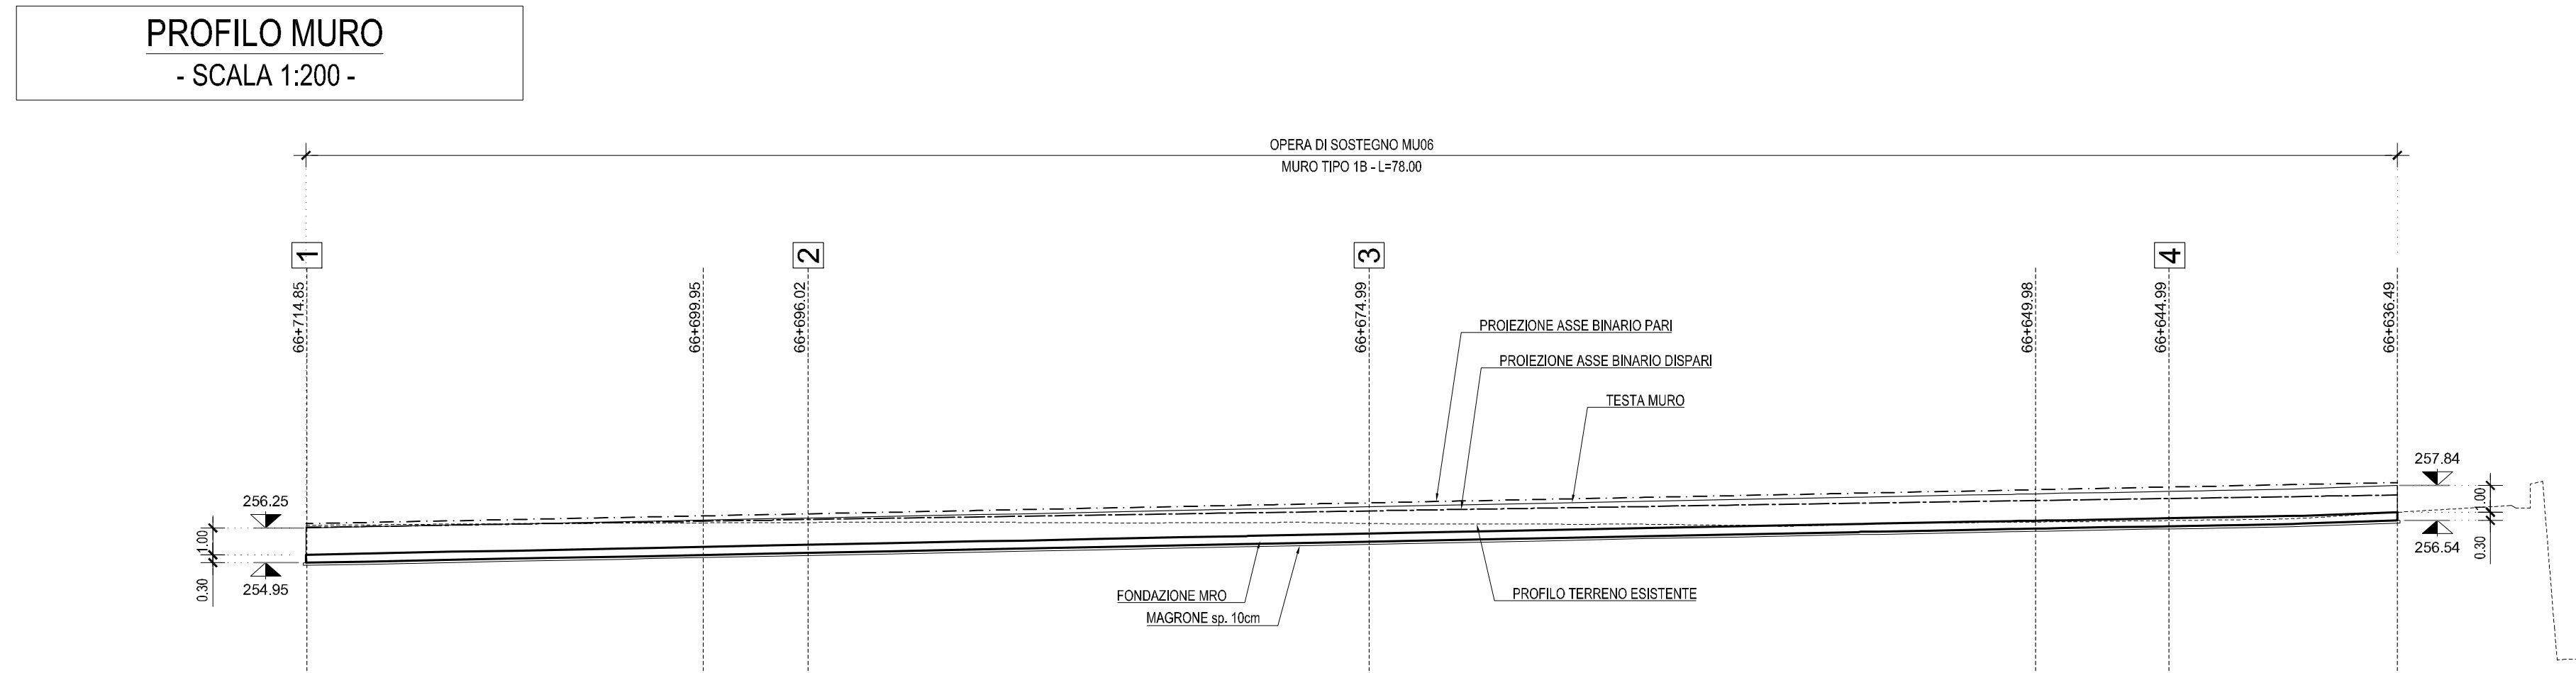 PROFILO MURO
- SCALA 1:200 -
OPERA DI SOSTEGNO MU06
MURO TIPO 1B - L=78.00
1
2
3
4
66+714.85
66+699.95
66+696.02
66+674.99
66+649.98
66+644.99
66+636.49
PROIEZIONE ASSE BINARIO PARI
PROIEZIONE ASSE BINARIO DISPARI
TESTA MURO
257.84
256.25
1.00
1.00
256.54
0.30
254.95
0.30
FONDAZIONE MRO
PROFILO TERRENO ESISTENTE
MAGRONE sp. 10cm